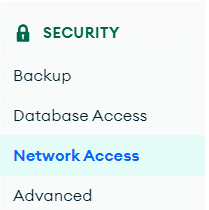 SECURITY
Backup
Database Access
Network Access
Advanced